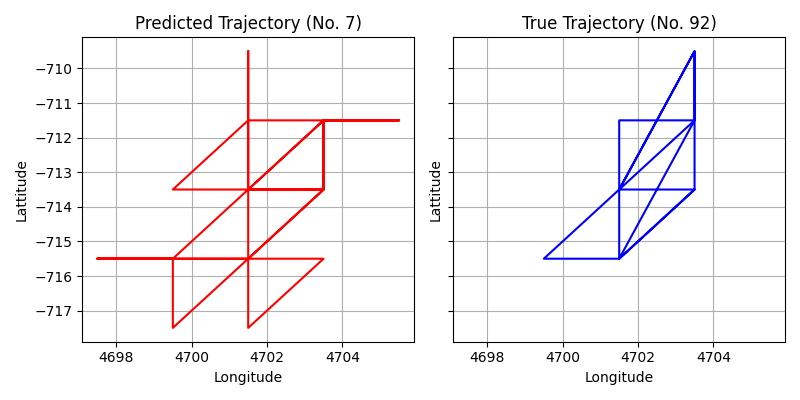 Predicted Trajectory (No. 7)
True Trajectory (No. 92)
Lattitude
−710
−711
−712
−713
−714
−715
−716
−717
4698 4700 4702 4704
Longitude
Lattitude
4698 4700 4702 4704
Longitude